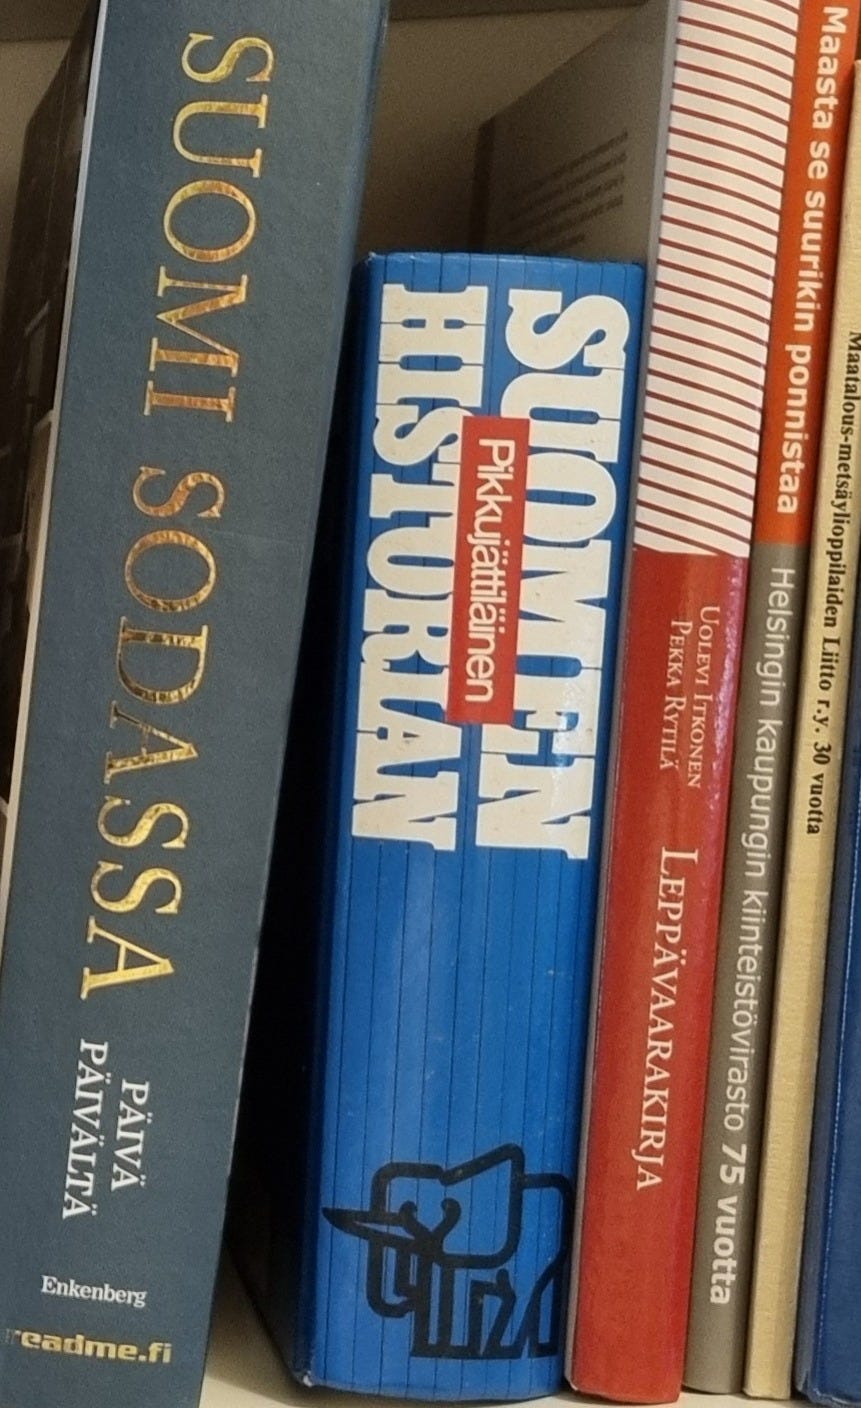 SUOMI SODASSA
PÄIVÄ
PÄIVÄLTÄ
Enkenberg
readme.fi
SUOMEN
HISTORIAN
Pikkujättiläinen
UOLEVI ITKONEN
PEKKA RYTILÄ
LEPPÄVAARAKIRJA
Maasta se suurikin ponnistaa
Helsingin kaupungin kiinteistövirasto 75 vuotta
Maatalous-metsäylioppilaiden Liitto r.y. 30 vuotta